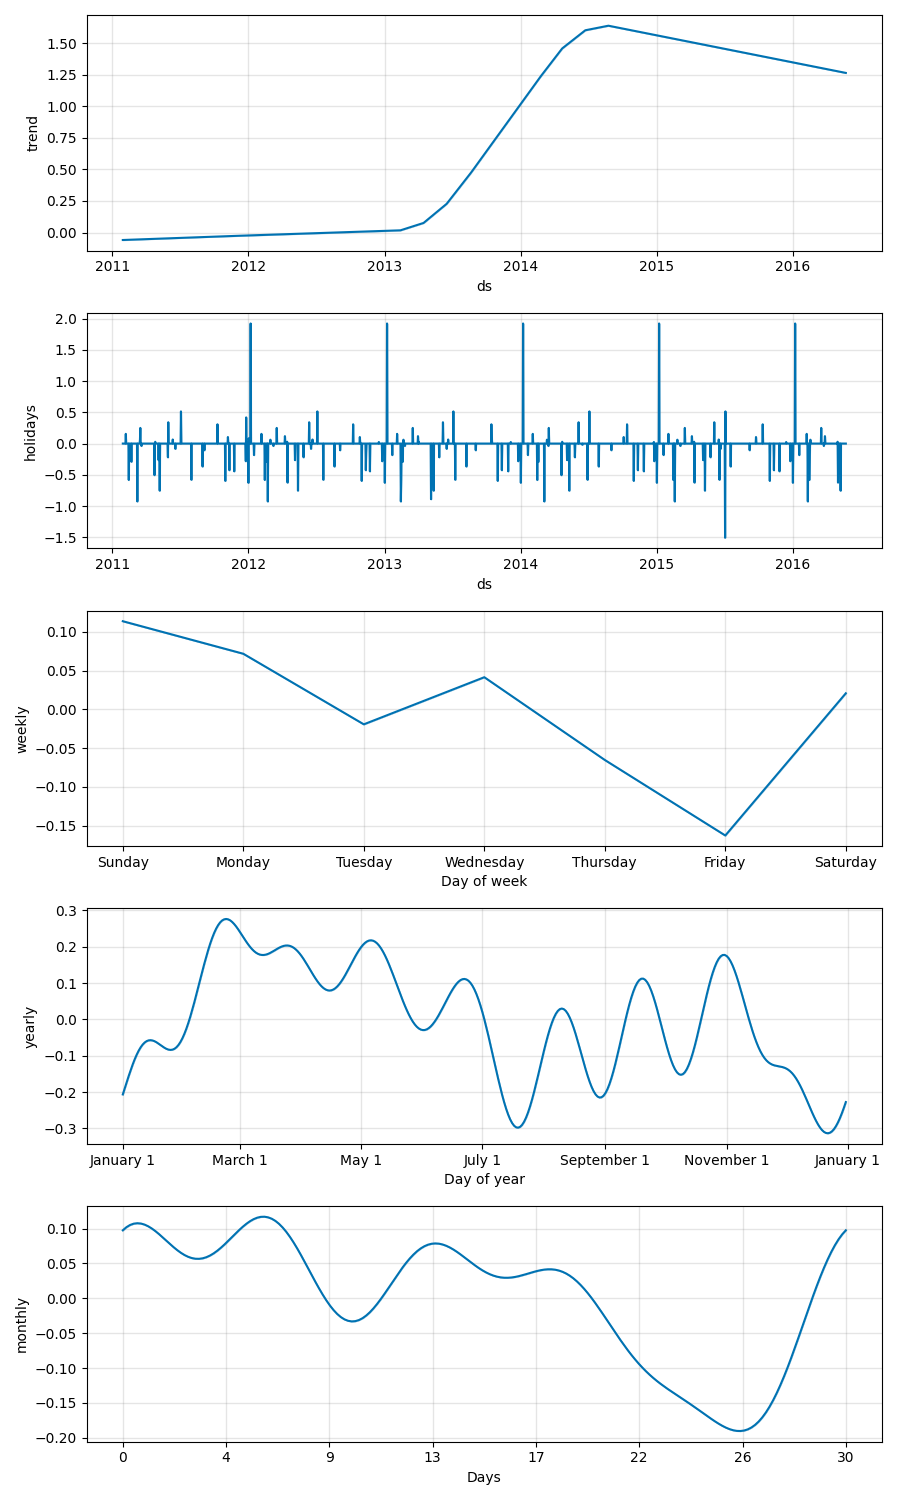 1.50
1.25
1.00
0.75
0.50
0.25
0.00
trend
2011 2012 2013 2014 2015 2016
ds
2.0
1.5
1.0
0.5
0.0
−0.5
−1.0
−1.5
holidays
2011 2012 2013 2014 2015 2016
ds
0.10
0.05
0.00
−0.05
−0.10
−0.15
weekly
Sunday Monday Tuesday Wednesday Thursday Friday Saturday
Day of week
0.3
0.2
0.1
0.0
−0.1
−0.2
−0.3
yearly
January 1 March 1 May 1 July 1 September 1 November 1 January 1
Day of year
0.10
0.05
0.00
−0.05
−0.10
−0.15
−0.20
monthly
0 4 9 13 17 22 26 30
Days